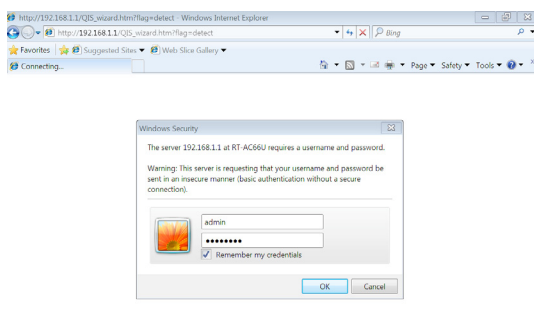 http://192.168.1.1/QIS_wizard.htm?flag=detect - Windows Internet Explorer
http://192.168.1.1/QIS_wizard.htm?flag=detect
Bing
Favorites Suggested Sites Web Slice Gallery
Connecting... Page Safety Tools
Windows Security
The server 192.168.1.1 at RT-AC66U requires a username and password.
Warning: This server is requesting that your username and password be
sent in an insecure manner (basic authentication without a secure
connection).
admin
••••••••
Remember my credentials
OK Cancel